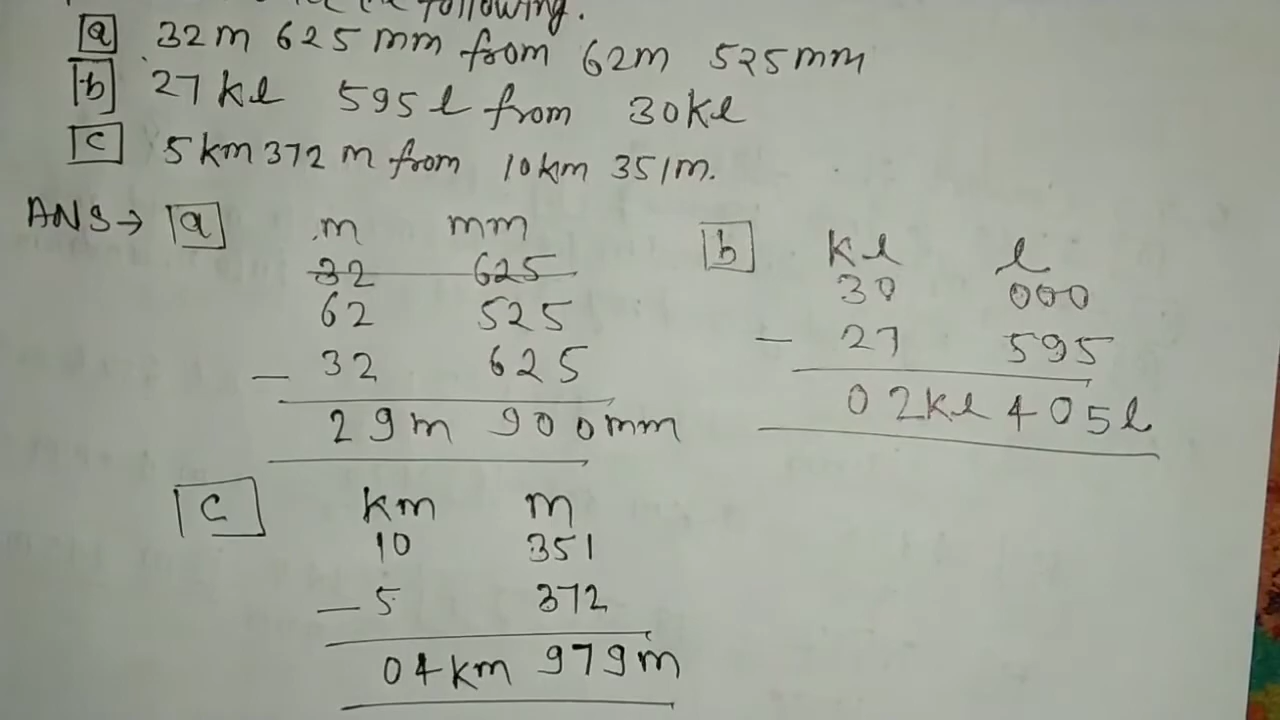 the following.
a 32m 625mm from 62m 525mm
b 27kl 595l from 30kl
c 5km 372m from 10km 351m.
ANS→ a
m mm
32 625
62 525
- 32 625
29m 900mm
b
kl l
30 000
- 27 595
02kl 405l
c
km m
10 351
- 5 372
04km 979m